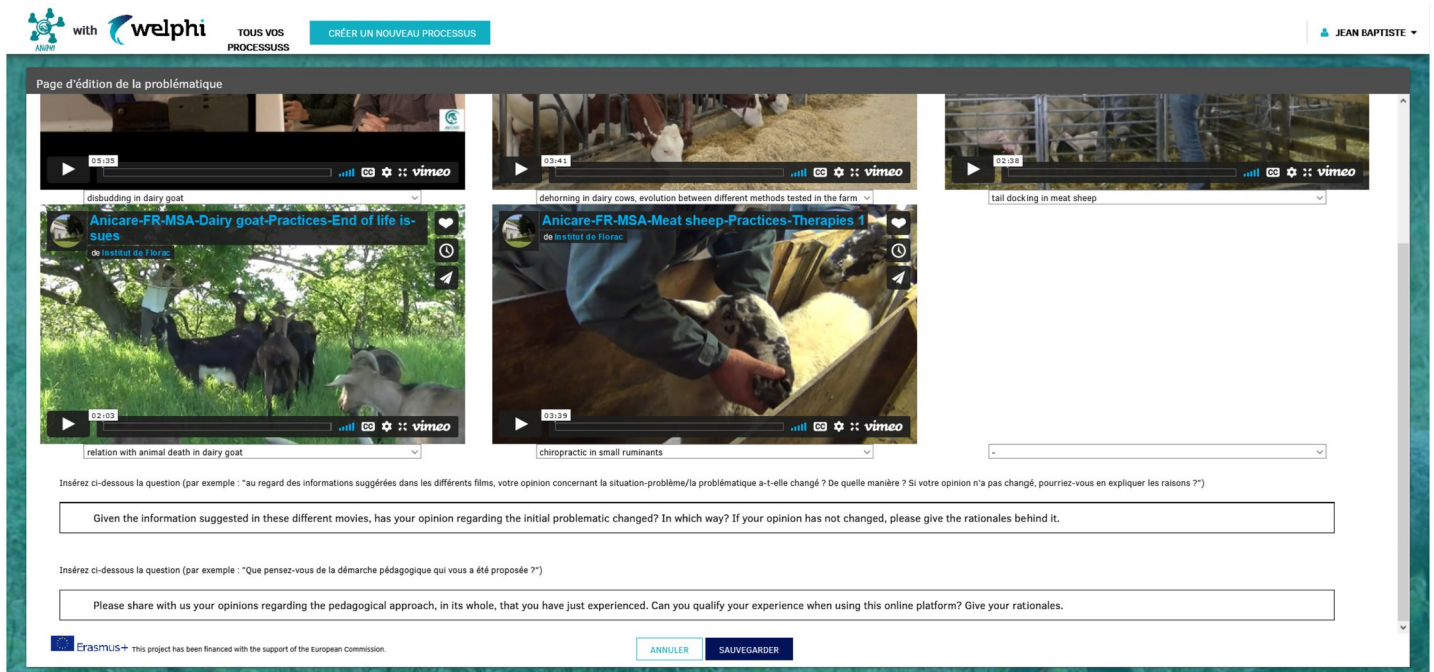 ANIPHY with welphi
TOUS VOS
PROCESSUSS
CRÉER UN NOUVEAU PROCESSUS
JEAN BAPTISTE
Page d'édition de la problématique
05:35
CC vimeo
03:41
CC vimeo
02:38
CC vimeo
disbudding in dairy goat
dehorning in dairy cows, evolution between different methods tested in the farm
tail docking in meat sheep
Anicare-FR-MSA-Dairy goat-Practices-End of life is-
sues
de Institut de Florac
Anicare-FR-MSA-Meat sheep-Practices-Therapies 1
de Institut de Florac
02:03
CC vimeo
03:39
CC vimeo
relation with animal death in dairy goat
chiropractic in small ruminants
-
Insérez ci-dessous la question (par exemple : "au regard des informations suggérées dans les différents films, votre opinion concernant la situation-problème/la problématique a-t-elle changé ? De quelle manière ? Si votre opinion n'a pas changé, pourriez-vous en expliquer les raisons ?")
Given the information suggested in these different movies, has your opinion regarding the initial problematic changed? In which way? If your opinion has not changed, please give the rationales behind it.
Insérez ci-dessous la question (par exemple : "Que pensez-vous de la démarche pédagogique qui vous a été proposée ?")
Please share with us your opinions regarding the pedagogical approach, in its whole, that you have just experienced. Can you qualify your experience when using this online platform? Give your rationales.
Erasmus+ This project has been financed with the support of the European Commission.
ANNULER
SAUVEGARDER